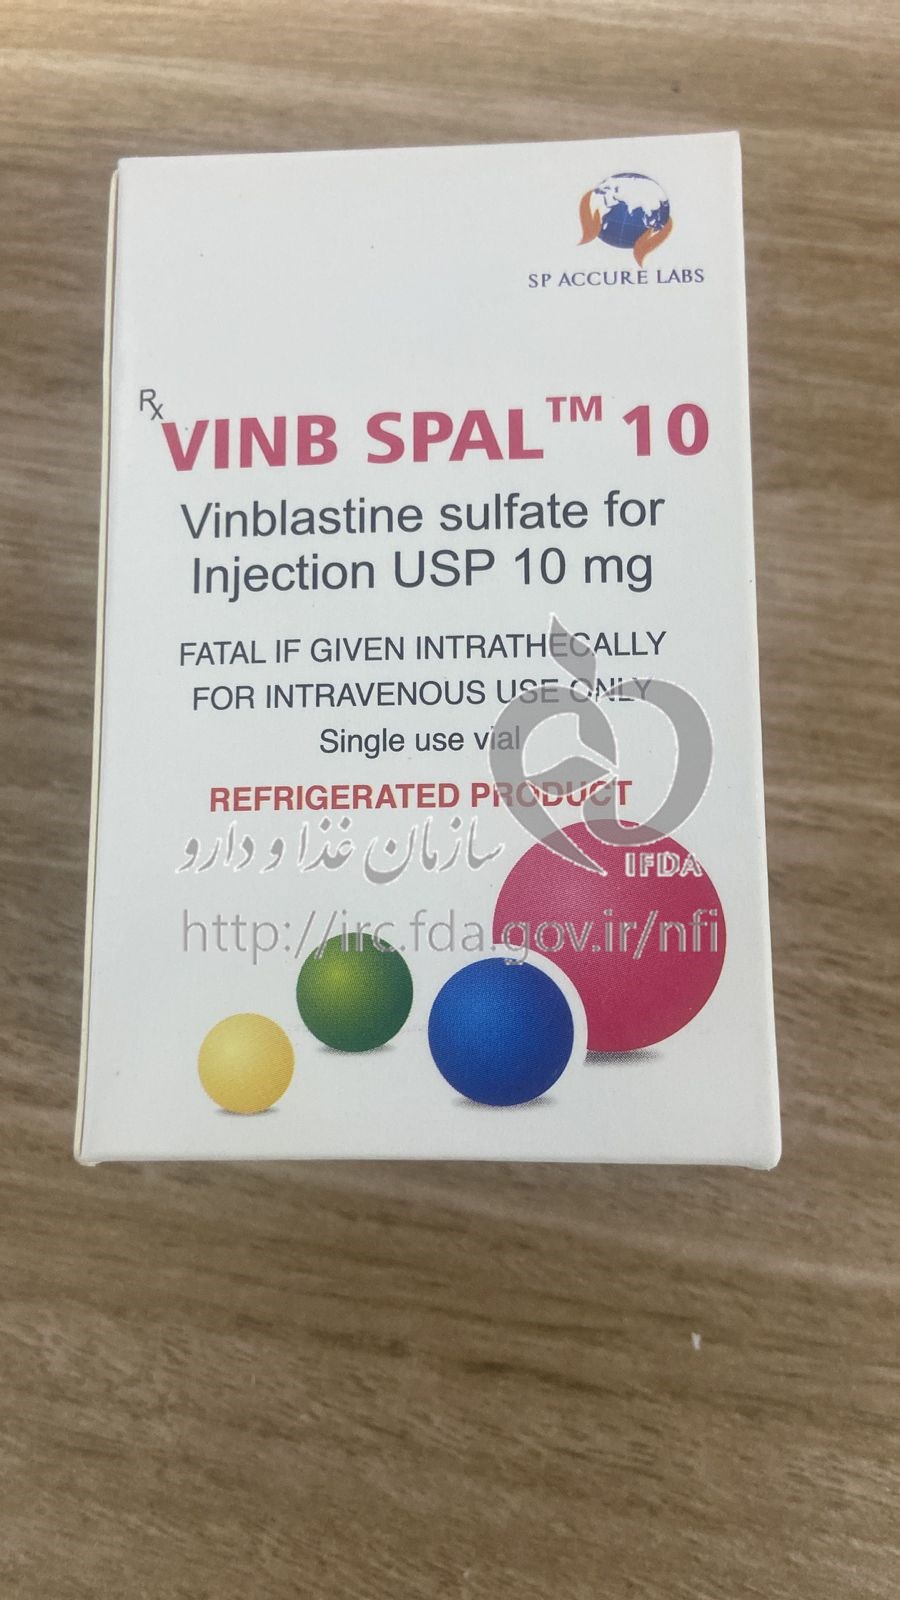 SP ACCURE LABS
Rx
VINB SPAL™ 10
Vinblastine sulfate for
Injection USP 10 mg
FATAL IF GIVEN INTRATHECALLY
FOR INTRAVENOUS USE ONLY
Single use vial
REFRIGERATED PRODUCT
سازمان غذا و دارو
IFDA
http://irc.fda.gov.ir/nfi